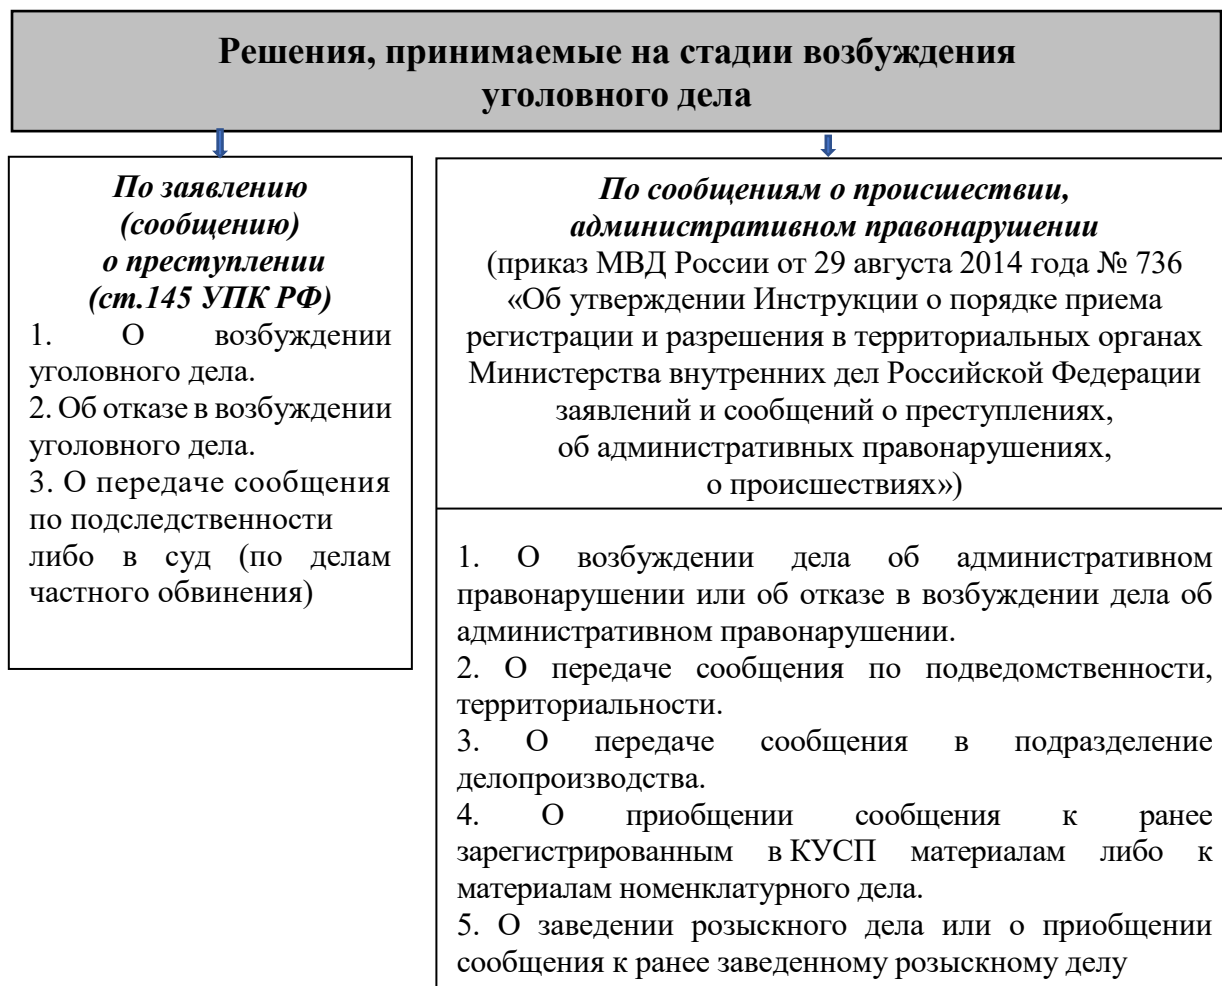 Решения, принимаемые на стадии возбуждения
уголовного дела
По заявлению
(сообщению)
о преступлении
(ст.145 УПК РФ)
1. О возбуждении
уголовного дела.
2. Об отказе в возбуждении
уголовного дела.
3. О передаче сообщения
по подследственности
либо в суд (по делам
частного обвинения)
По сообщениям о происшествии,
административном правонарушении
(приказ МВД России от 29 августа 2014 года № 736
«Об утверждении Инструкции о порядке приема
регистрации и разрешения в территориальных органах
Министерства внутренних дел Российской Федерации
заявлений и сообщений о преступлениях,
об административных правонарушениях,
о происшествиях»)
1. О возбуждении дела об административном
правонарушении или об отказе в возбуждении дела об
административном правонарушении.
2. О передаче сообщения по подведомственности,
территориальности.
3. О передаче сообщения в подразделение
делопроизводства.
4. О приобщении сообщения к ранее
зарегистрированным в КУСП материалам либо к
материалам номенклатурного дела.
5. О заведении розыскного дела или о приобщении
сообщения к ранее заведенному розыскному делу